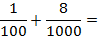 1/100 + 8/1000 =